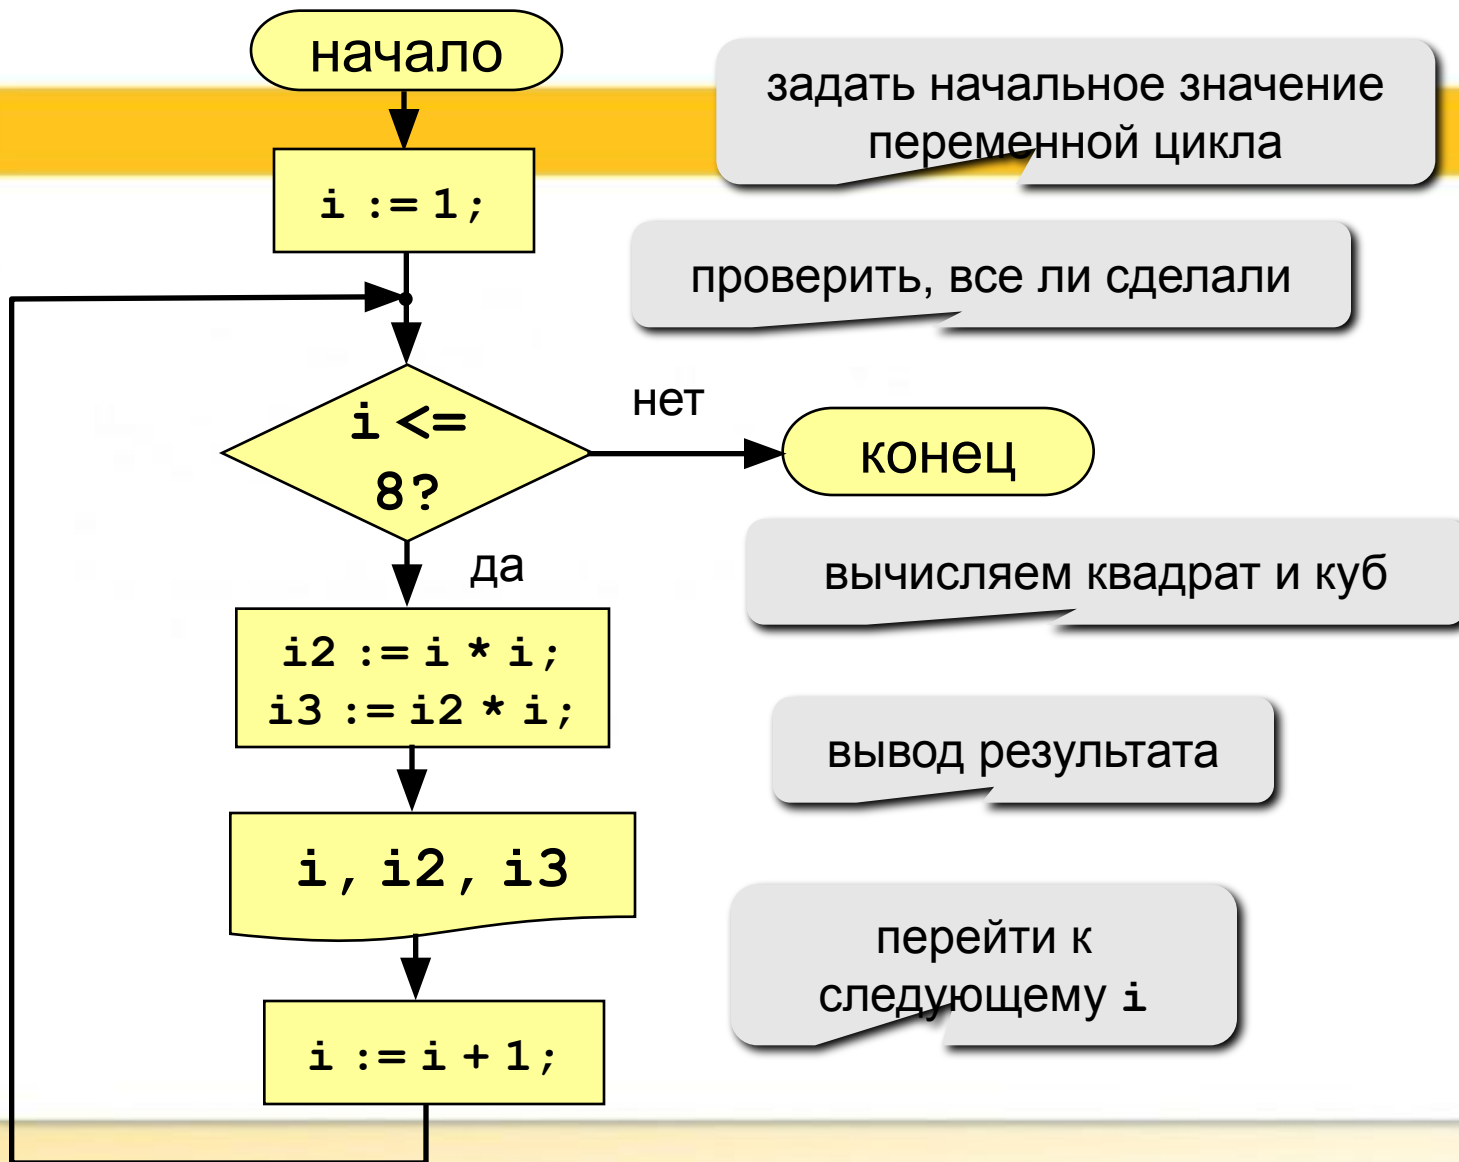 начало
задать начальное значение
переменной цикла
i := 1;
проверить, все ли сделали
i <=
8?
нет
конец
да
вычисляем квадрат и куб
i2 := i * i;
i3 := i2 * i;
вывод результата
i, i2, i3
перейти к
следующему i
i := i + 1;